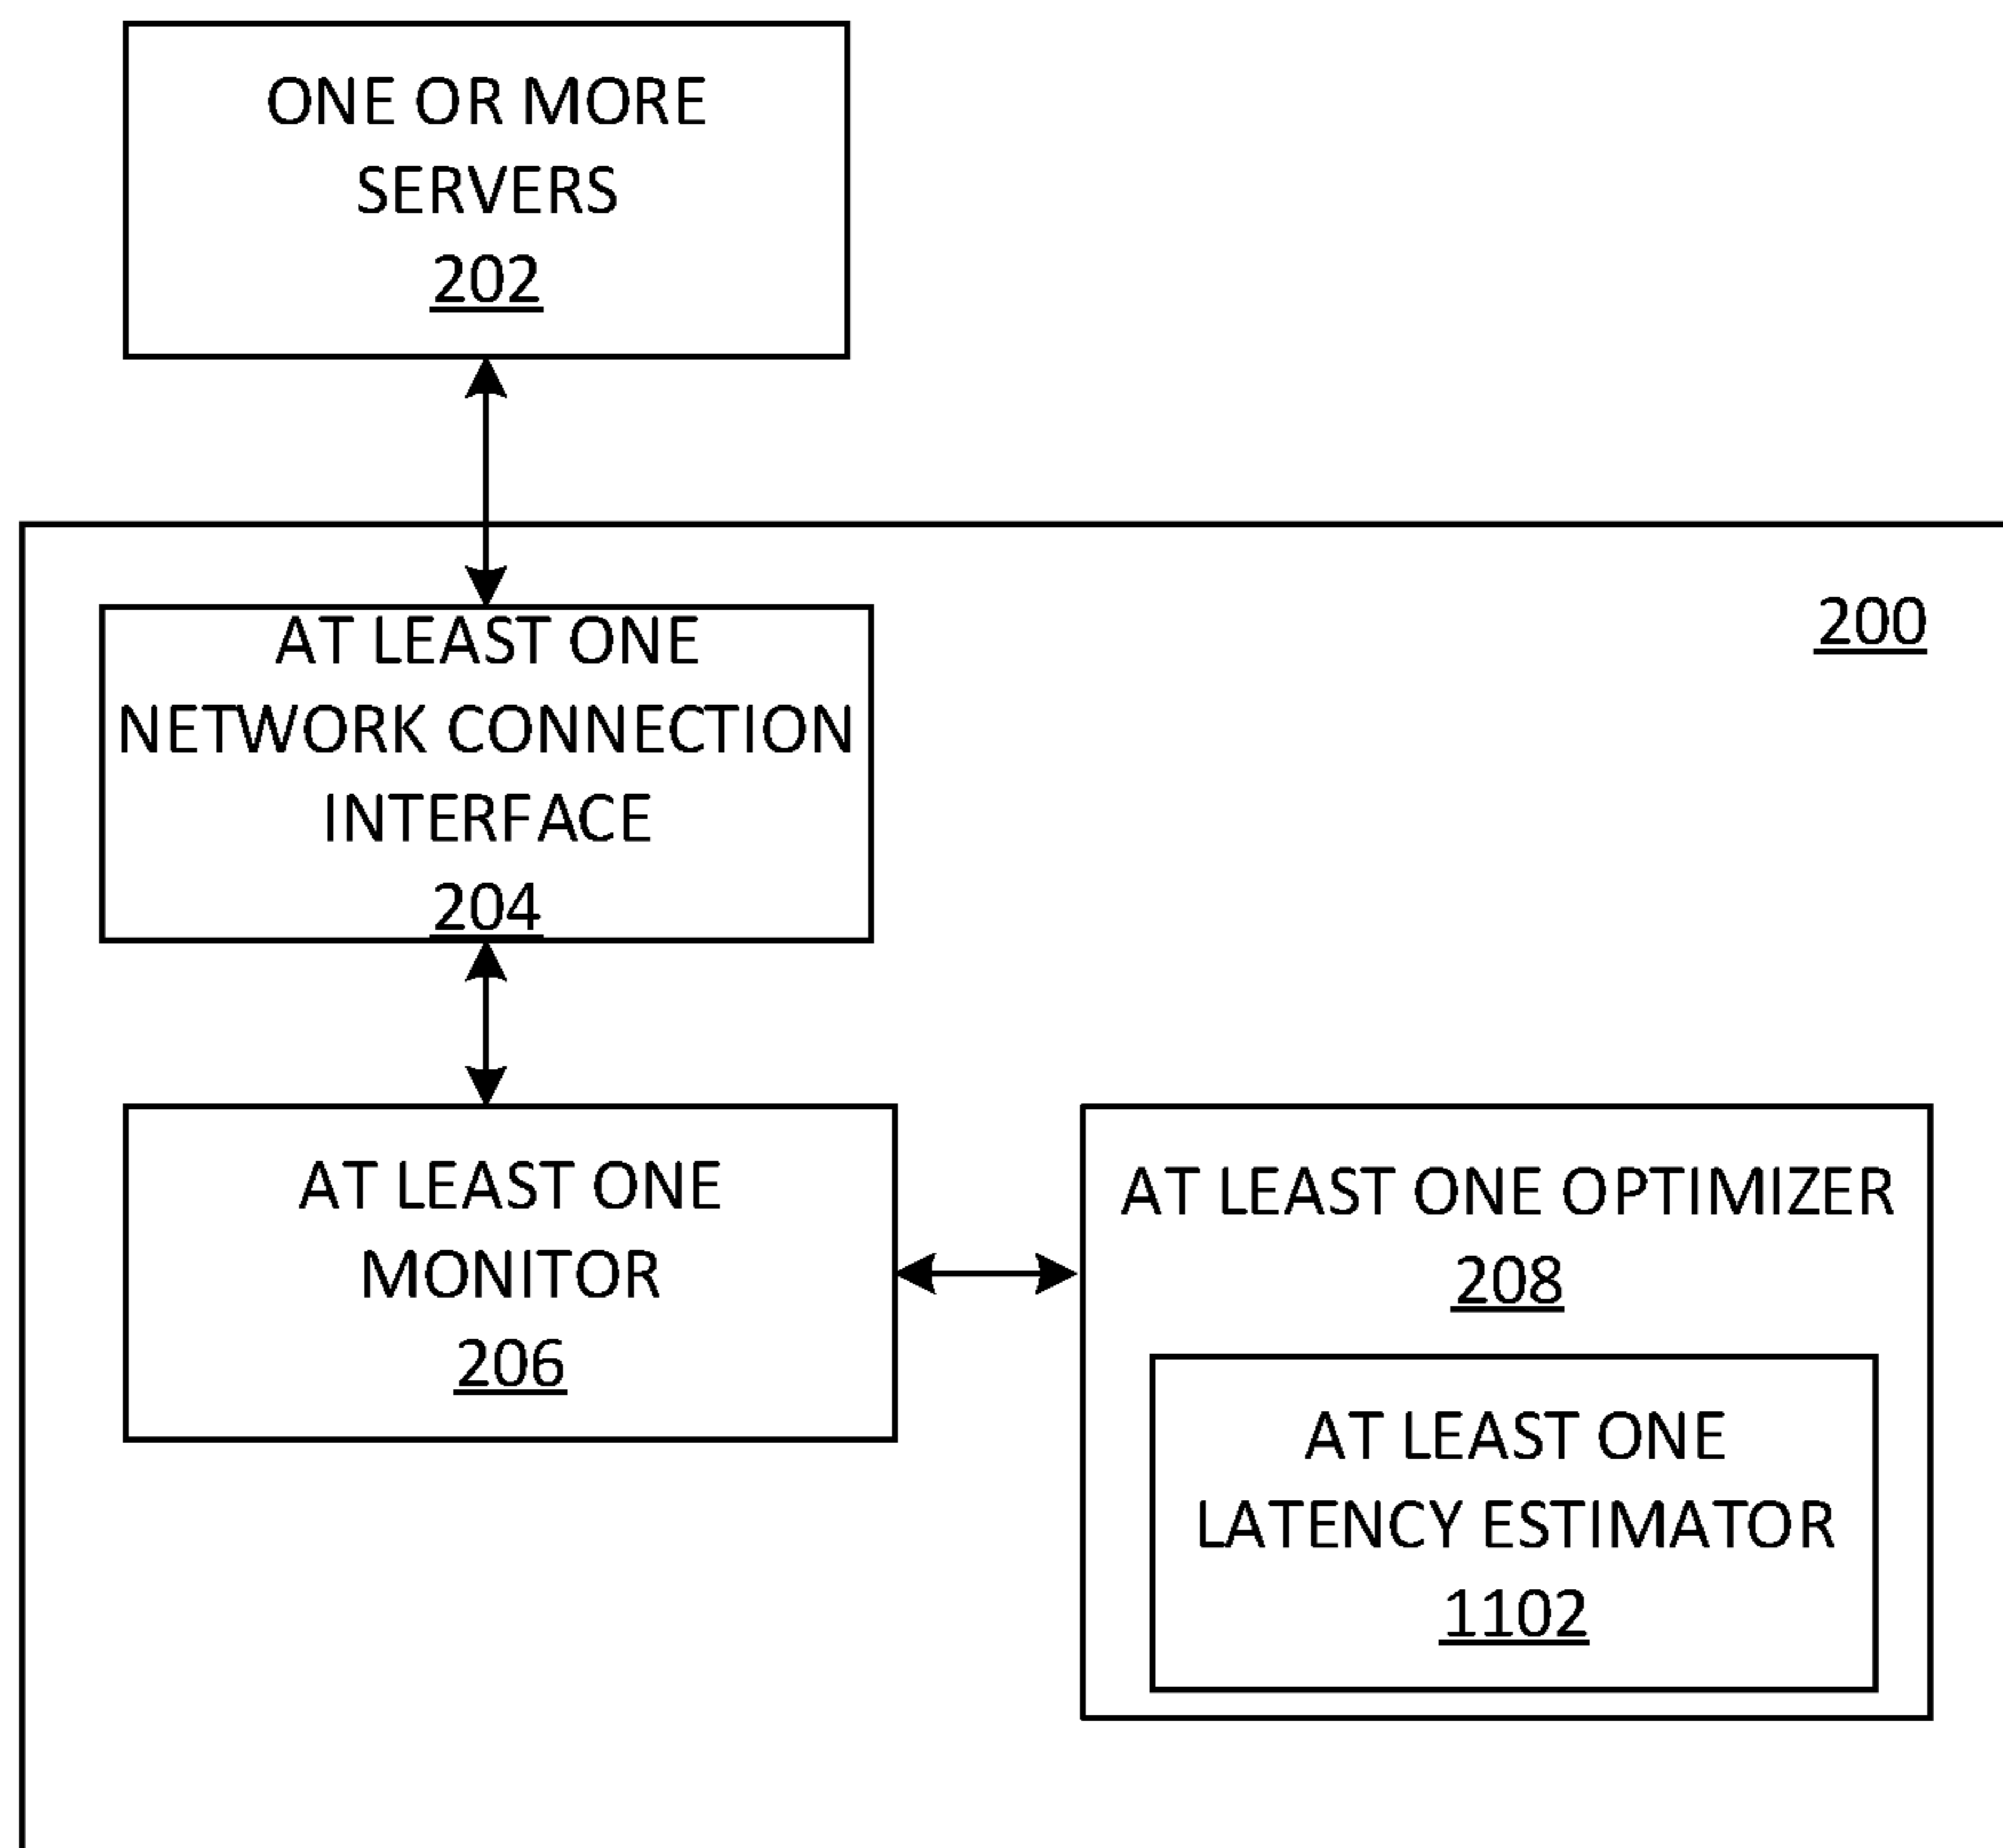 ONE OR MORE
SERVERS
202
200
AT LEAST ONE
NETWORK CONNECTION
INTERFACE
204
AT LEAST ONE
MONITOR
206
AT LEAST ONE OPTIMIZER
208
AT LEAST ONE
LATENCY ESTIMATOR
1102